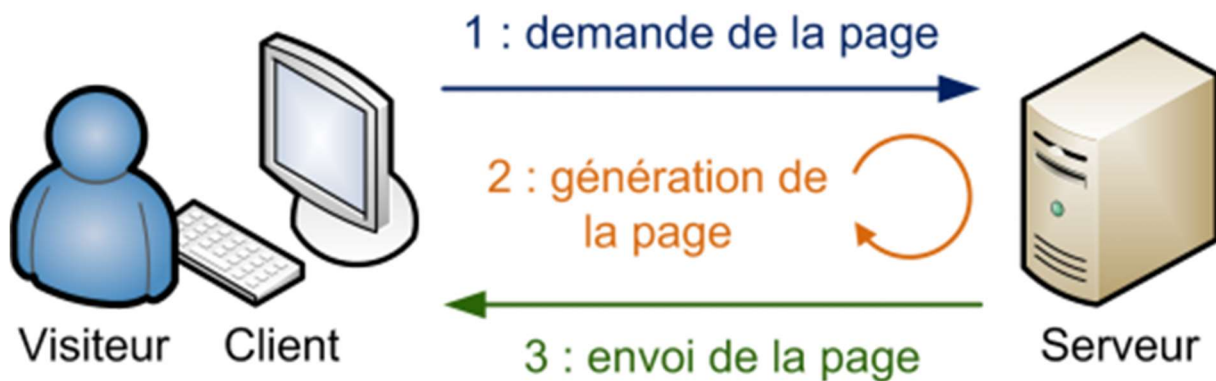 1 : demande de la page
2 : génération de
la page
3 : envoi de la page
Visiteur
Client
Serveur